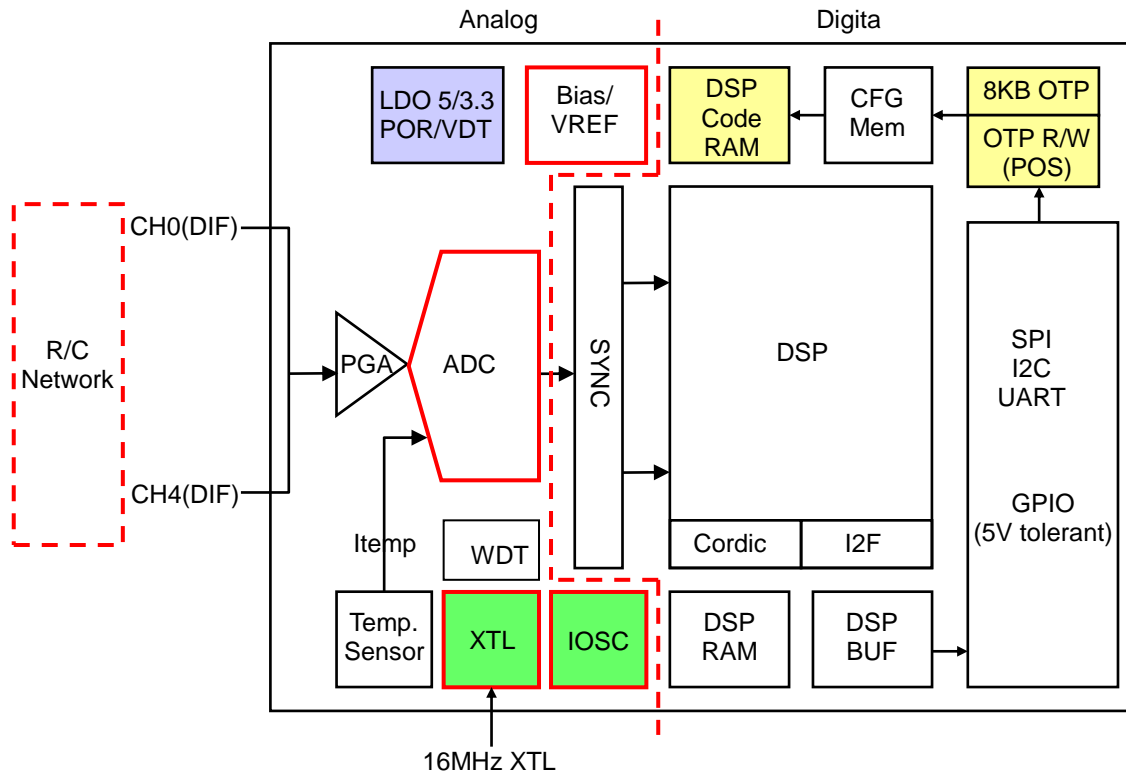 Analog
Digita
LDO 5/3.3
POR/VDT
Bias/
VREF
DSP
Code
RAM
CFG
Mem
8KB OTP
OTP R/W
(POS)
CH0(DIF)
R/C
Network
CH4(DIF)
PGA
ADC
SYNC
DSP
SPI
I2C
UART
GPIO
(5V tolerant)
Cordic
I2F
Itemp
WDT
Temp.
Sensor
XTL
IOSC
DSP
RAM
DSP
BUF
16MHz XTL